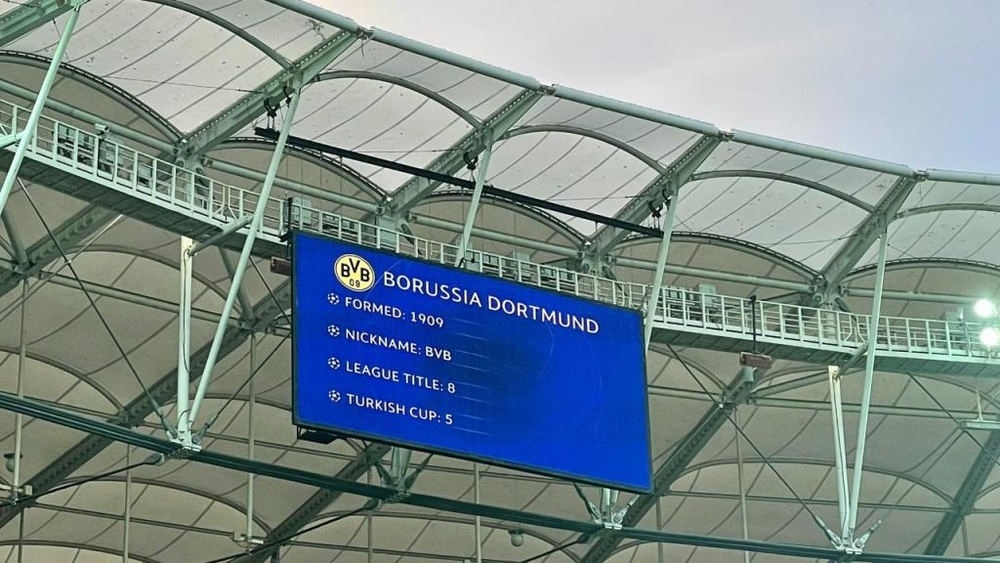 BVB
09
BORUSSIA DORTMUND
FORMED: 1909
NICKNAME: BVB
LEAGUE TITLE: 8
TURKISH CUP: 5